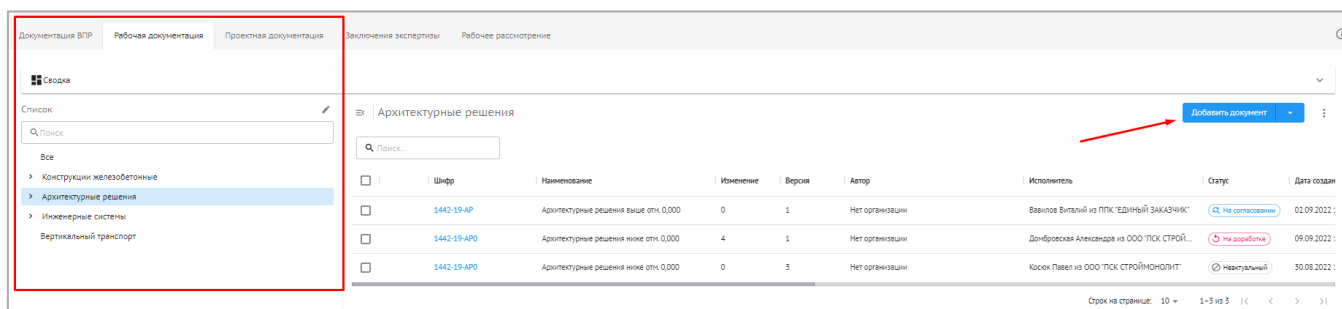 Документация ВПР Рабочая документация Проектная документация Заключения экспертизы Рабочее рассмотрение
Сводка
Список
Поиск
Все
Конструкции железобетонные
Архитектурные решения
Инженерные системы
Вертикальный транспорт
Архитектурные решения Добавить документ
Поиск...
Шифр Наименование Изменение Версия Автор Исполнитель Статус Дата создан
1442-19-АР Архитектурные решения выше отм. 0,000 0 1 Нет организации Вавилов Виталий из ППК "ЕДИНЫЙ ЗАКАЗЧИК" На согласовании 02.09.2022
1442-19-АР0 Архитектурные решения ниже отм. 0,000 4 1 Нет организации Домбровская Александра из ООО "ПСК СТРОЙ... На доработке 09.09.2022
1442-19-АР0 Архитектурные решения ниже отм. 0,000 0 3 Нет организации Косюк Павел из ООО "ПСК СТРОЙМОНОЛИТ" Неактуальный 30.08.2022
Строк на странице: 10 1-3 из 3